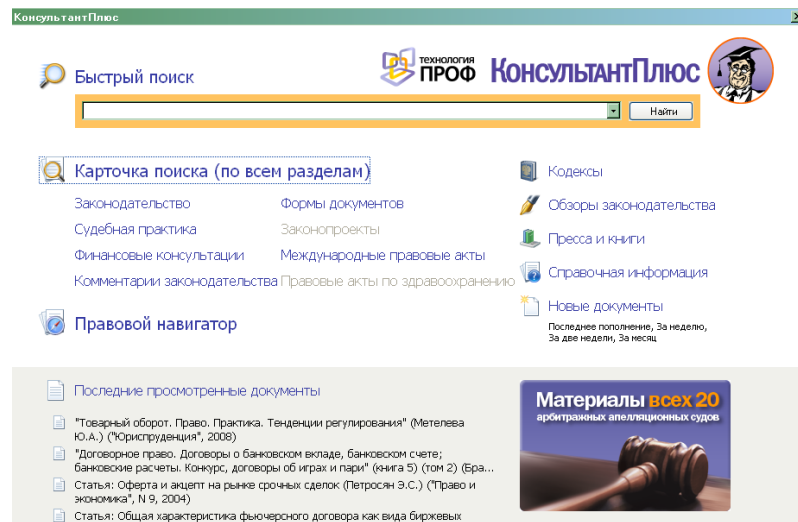 КонсультантПлюс
Быстрый поиск
технология
ПРОФ
КонсультантПлюс
Найти
Карточка поиска (по всем разделам)
Законодательство
Формы документов
Судебная практика
Законопроекты
Финансовые консультации
Международные правовые акты
Комментарии законодательства
Правовые акты по здравоохранению
Правовой навигатор
Кодексы
Обзоры законодательства
Пресса и книги
Справочная информация
Новые документы
Последнее пополнение, За неделю,
За две недели, За месяц
Последние просмотренные документы
"Товарный оборот. Право. Практика. Тенденции регулирования" (Метелева
Ю.А.) ("Юриспруденция", 2008)
"Договорное право. Договоры о банковском вкладе, банковском счете;
банковские расчеты. Конкурс, договоры об играх и пари" (книга 5) (том 2) (Бра...
Статья: Оферта и акцепт на рынке срочных сделок (Петросян Э.С.) ("Право и
экономика", N 9, 2004)
Статья: Общая характеристика фьючерсного договора как вида биржевых
Материалы всех 20
арбитражных апелляционных судов